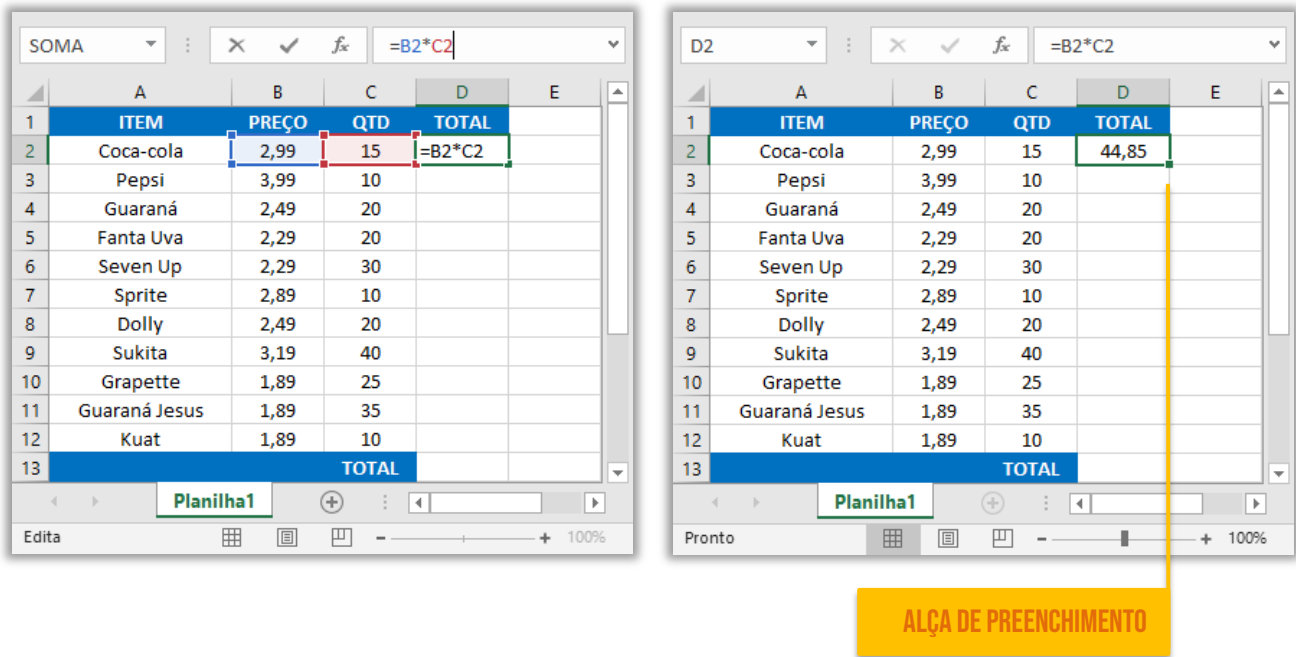 SOMA =B2*C2
A B C D E
1 ITEM PREÇO QTD TOTAL
2 Coca-cola 2,99 15 =B2*C2
3 Pepsi 3,99 10
4 Guaraná 2,49 20
5 Fanta Uva 2,29 20
6 Seven Up 2,29 30
7 Sprite 2,89 10
8 Dolly 2,49 20
9 Sukita 3,19 40
10 Grapette 1,89 25
11 Guaraná Jesus 1,89 35
12 Kuat 1,89 10
13 TOTAL
Planilha1
Edita 100%
D2 fx =B2*C2
A B C D E
1 ITEM PREÇO QTD TOTAL
2 Coca-cola 2,99 15 44,85
3 Pepsi 3,99 10
4 Guaraná 2,49 20
5 Fanta Uva 2,29 20
6 Seven Up 2,29 30
7 Sprite 2,89 10
8 Dolly 2,49 20
9 Sukita 3,19 40
10 Grapette 1,89 25
11 Guaraná Jesus 1,89 35
12 Kuat 1,89 10
13 TOTAL
Planilha1
Pronto 100%
ALÇA DE PREENCHIMENTO